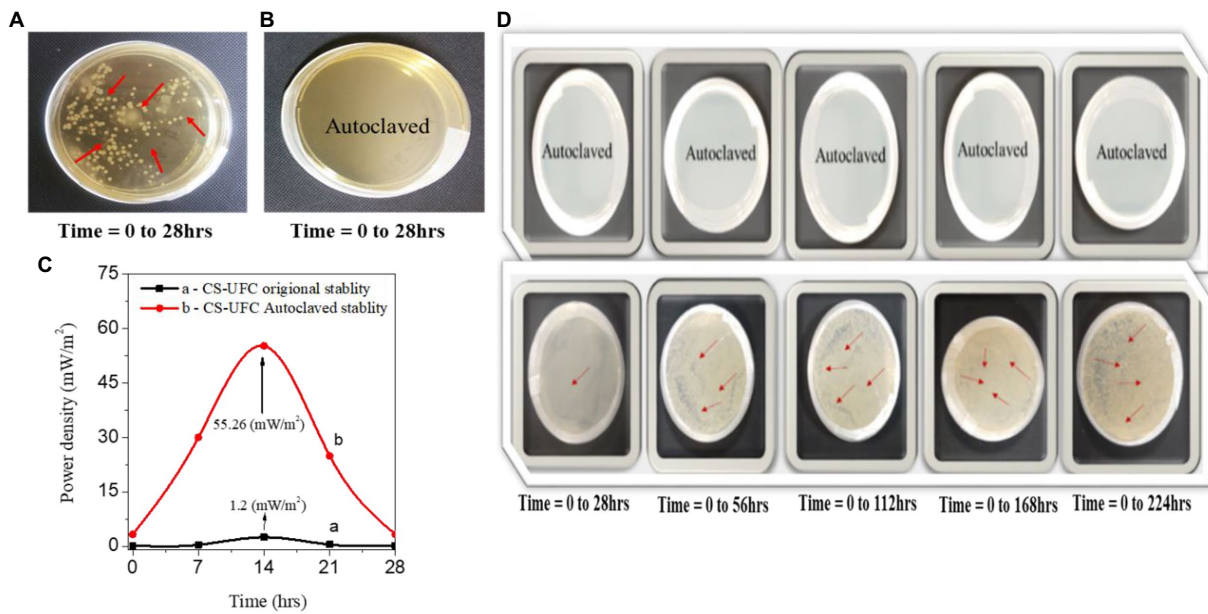 A
B
Autoclaved
Time = 0 to 28hrs
Time = 0 to 28hrs
C
75
60
45
30
15
0
Power density (mW/m²)
a - CS-UFC origional stablity
b - CS-UFC Autoclaved stablity
55.26 (mW/m²)
b
1.2 (mW/m²)
a
0 7 14 21 28
Time (hrs)
D
Autoclaved
Autoclaved
Autoclaved
Autoclaved
Autoclaved
Time = 0 to 28hrs
Time = 0 to 56hrs
Time = 0 to 112hrs
Time = 0 to 168hrs
Time = 0 to 224hrs